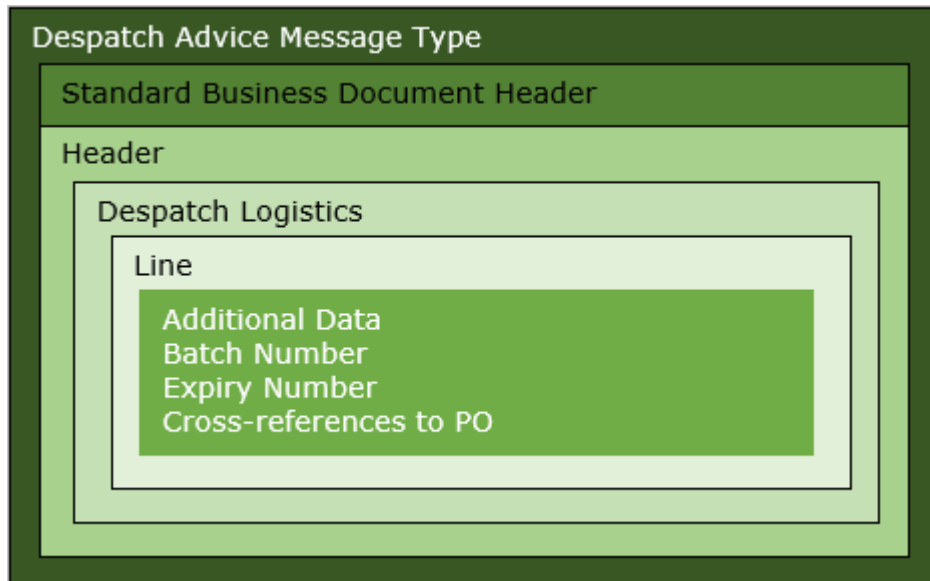 Despatch Advice Message Type
Standard Business Document Header
Header
Despatch Logistics
Line
Additional Data
Batch Number
Expiry Number
Cross-references to PO